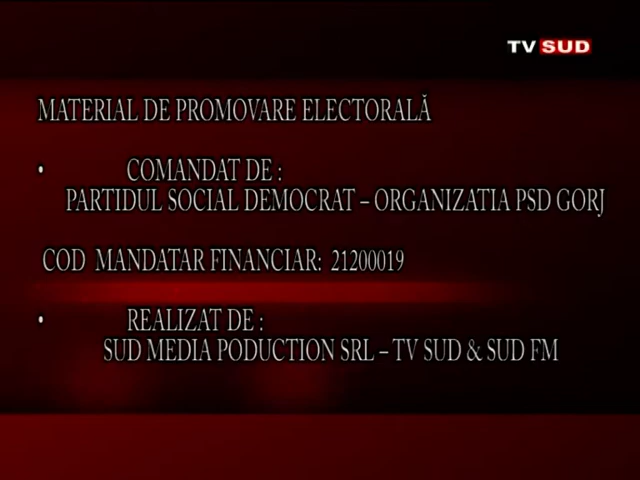 TV SUD
MATERIAL DE PROMOVARE ELECTORALĂ
• COMANDAT DE :
PARTIDUL SOCIAL DEMOCRAT – ORGANIZATIA PSD GORJ
COD MANDATAR FINANCIAR: 21200019
• REALIZAT DE :
SUD MEDIA PODUCTION SRL – TV SUD & SUD FM